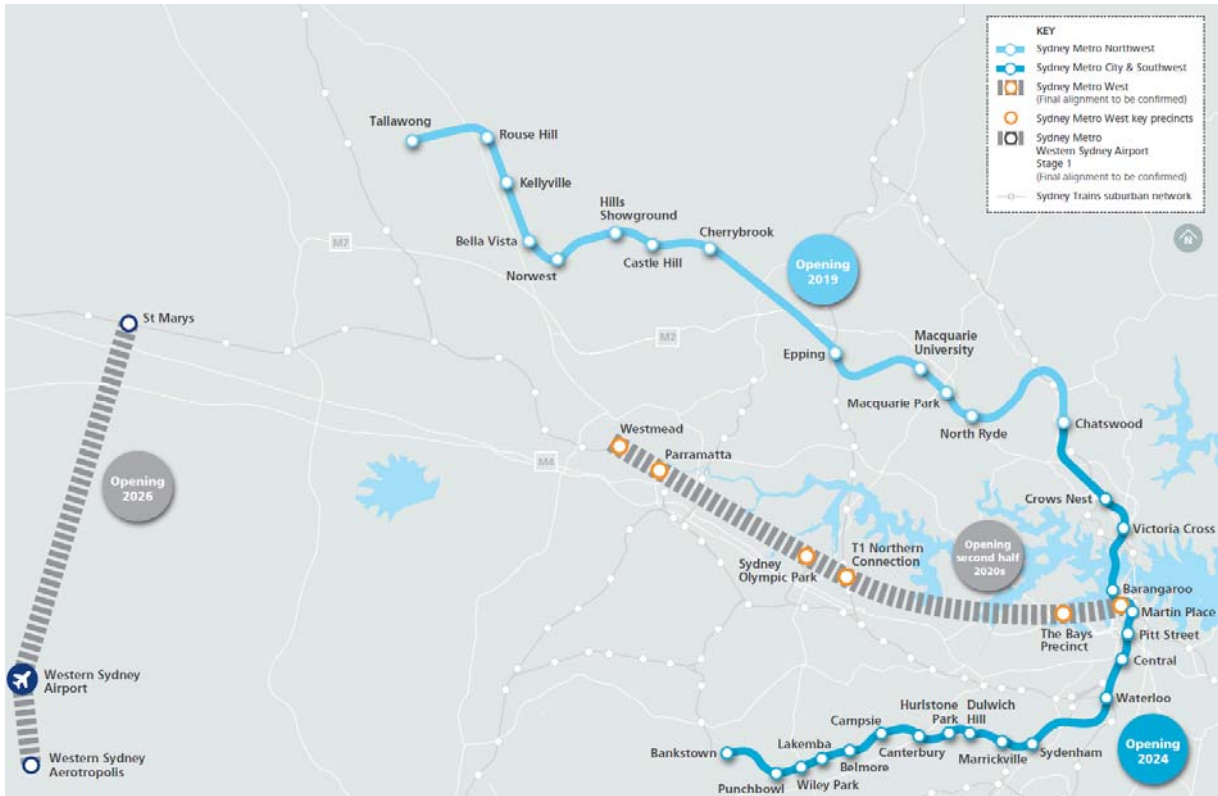 KEY
Sydney Metro Northwest
Sydney Metro City & Southwest
Sydney Metro West
(Final alignment to be confirmed)
Sydney Metro West key precincts
Sydney Metro
Western Sydney Airport
Stage 1
(Final alignment to be confirmed)
Sydney Trains suburban network
N
Tallawong
Rouse Hill
Kellyville
Hills
Showground
Bella Vista
Norwest
Castle Hill
Cherrybrook
Opening
2019
M7
M2
St Marys
Epping
Macquarie
University
Macquarie Park
North Ryde
Chatswood
Westmead
Parramatta
M4
Opening
2026
Crows Nest
Victoria Cross
Sydney
Olympic Park
T1 Northern
Connection
Opening
second half
2020s
Barangaroo
Martin Place
The Bays
Precinct
Pitt Street
Central
Waterloo
Western Sydney
Airport
Western Sydney
Aerotropolis
Bankstown
Punchbowl
Wiley Park
Lakemba
Belmore
Campsie
Canterbury
Hurlstone
Park
Dulwich
Hill
Marrickville
Sydenham
Opening
2024